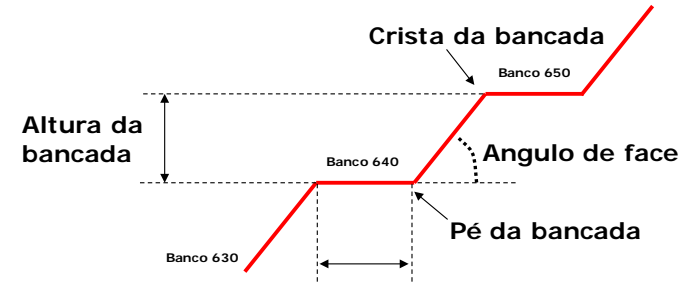 Crista da bancada
Banco 650
Altura da
bancada
Banco 640
Angulo de face
Pé da bancada
Banco 630